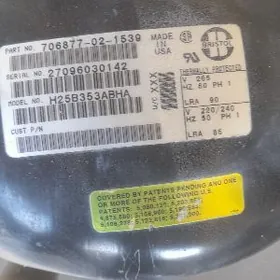 PART NO. 706877-02-1539
MADE IN USA
BRISTOL
SERIAL NO. 27096030142
THERMALLY PROTECTED
V 265
HZ 50 PH 1
MODEL NO. H25B353ABHA
LRA 90
V 220/240
HZ 50 PH 1
CUST P/N
LRA 85
COVERED BY PATENTS PENDING AND ONE
OR MORE OF THE FOLLOWING U.S.
PATENTS: